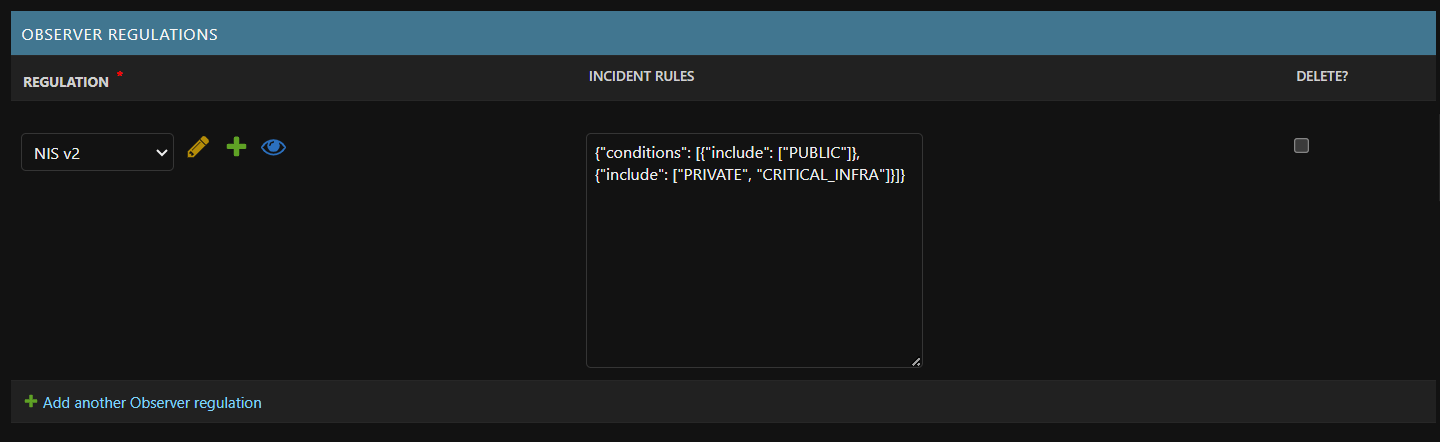 OBSERVER REGULATIONS
REGULATION * INCIDENT RULES DELETE?
NIS v2
{"conditions": [{"include": ["PUBLIC"]},
{"include": ["PRIVATE", "CRITICAL_INFRA"]}]}
Add another Observer regulation